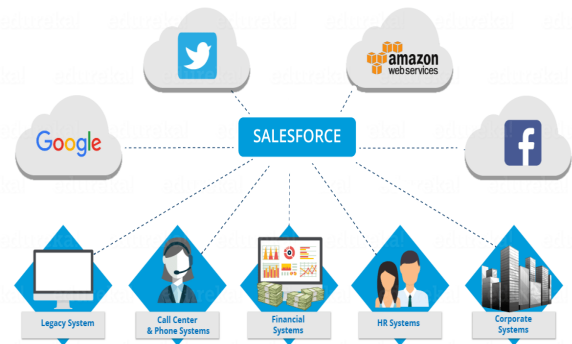 amazon
webservices
Google
SALESFORCE
Legacy System
Call Center
& Phone Systems
Financial
Systems
HR Systems
Corporate
Systems